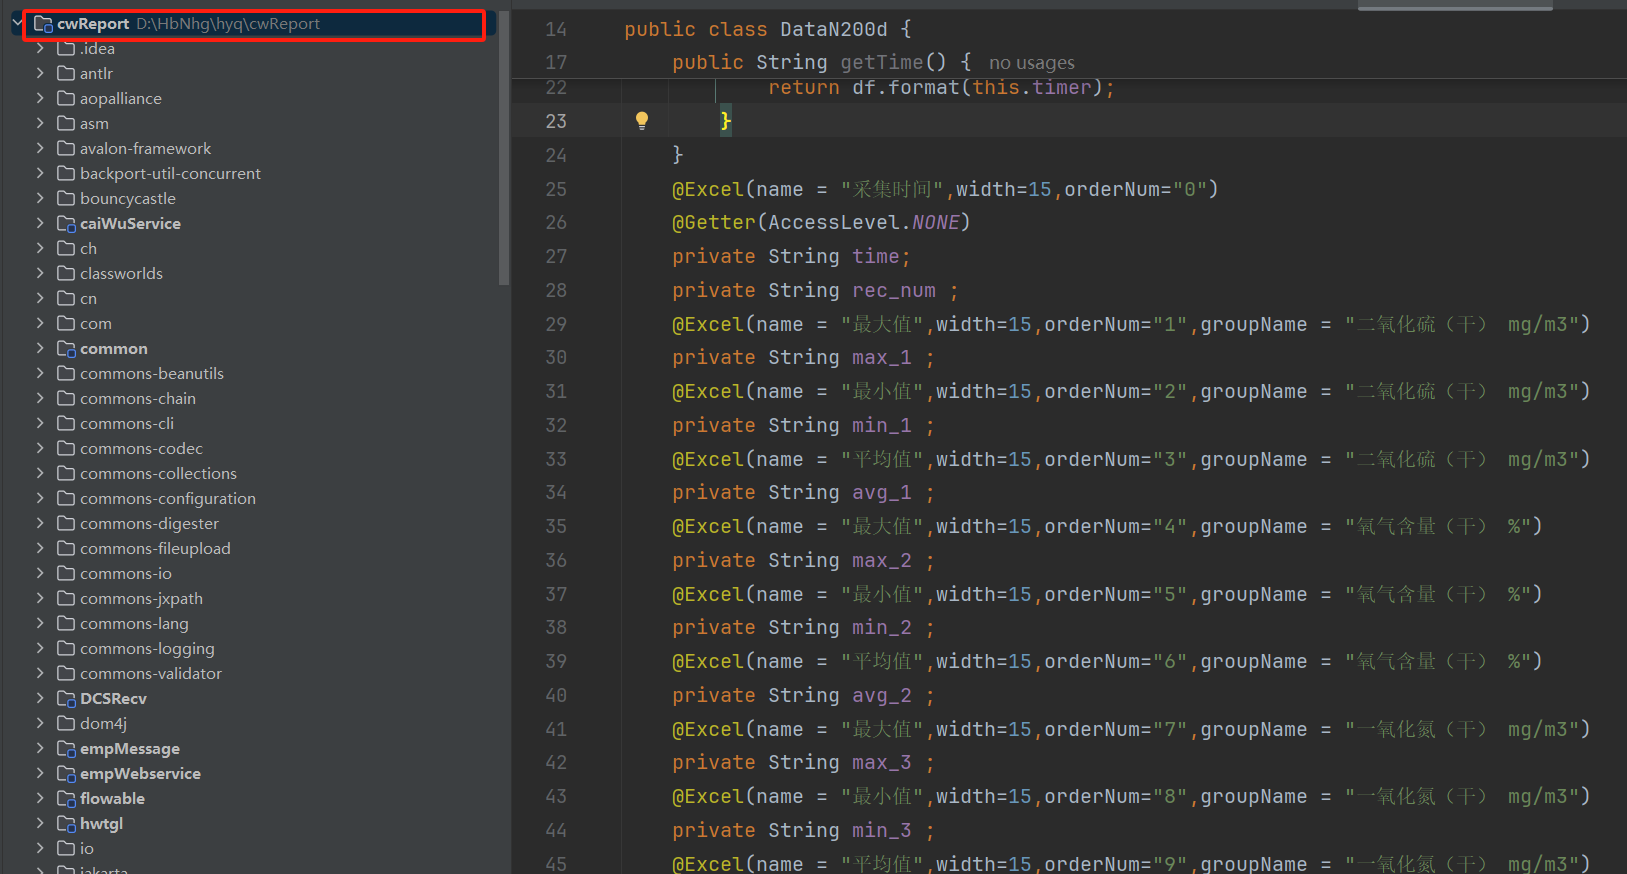 cwReport D:\HbNhg\hyq\cwReport
.idea
antlr
aopalliance
asm
avalon-framework
backport-util-concurrent
bouncycastle
caiWuService
ch
classworlds
cn
com
common
commons-beanutils
commons-chain
commons-cli
commons-codec
commons-collections
commons-configuration
commons-digester
commons-fileupload
commons-io
commons-jxpath
commons-lang
commons-logging
commons-validator
DCSRecv
dom4j
empMessage
empWebservice
flowable
hwtgl
io
jakarta
14 public class DataN200d {
17 public String getTime() { no usages
22 return df.format(this.timer);
23 }
24 }
25 @Excel(name = "采集时间",width=15,orderNum="0")
26 @Getter(AccessLevel.NONE)
27 private String time;
28 private String rec_num ;
29 @Excel(name = "最大值",width=15,orderNum="1",groupName = "二氧化硫（干） mg/m3")
30 private String max_1 ;
31 @Excel(name = "最小值",width=15,orderNum="2",groupName = "二氧化硫（干） mg/m3")
32 private String min_1 ;
33 @Excel(name = "平均值",width=15,orderNum="3",groupName = "二氧化硫（干） mg/m3")
34 private String avg_1 ;
35 @Excel(name = "最大值",width=15,orderNum="4",groupName = "氧气含量（干） %")
36 private String max_2 ;
37 @Excel(name = "最小值",width=15,orderNum="5",groupName = "氧气含量（干） %")
38 private String min_2 ;
39 @Excel(name = "平均值",width=15,orderNum="6",groupName = "氧气含量（干） %")
40 private String avg_2 ;
41 @Excel(name = "最大值",width=15,orderNum="7",groupName = "一氧化氮（干） mg/m3")
42 private String max_3 ;
43 @Excel(name = "最小值",width=15,orderNum="8",groupName = "一氧化氮（干） mg/m3")
44 private String min_3 ;
45 @Excel(name = "平均值",width=15,orderNum="9",groupName = "一氧化氮（干） mg/m3")